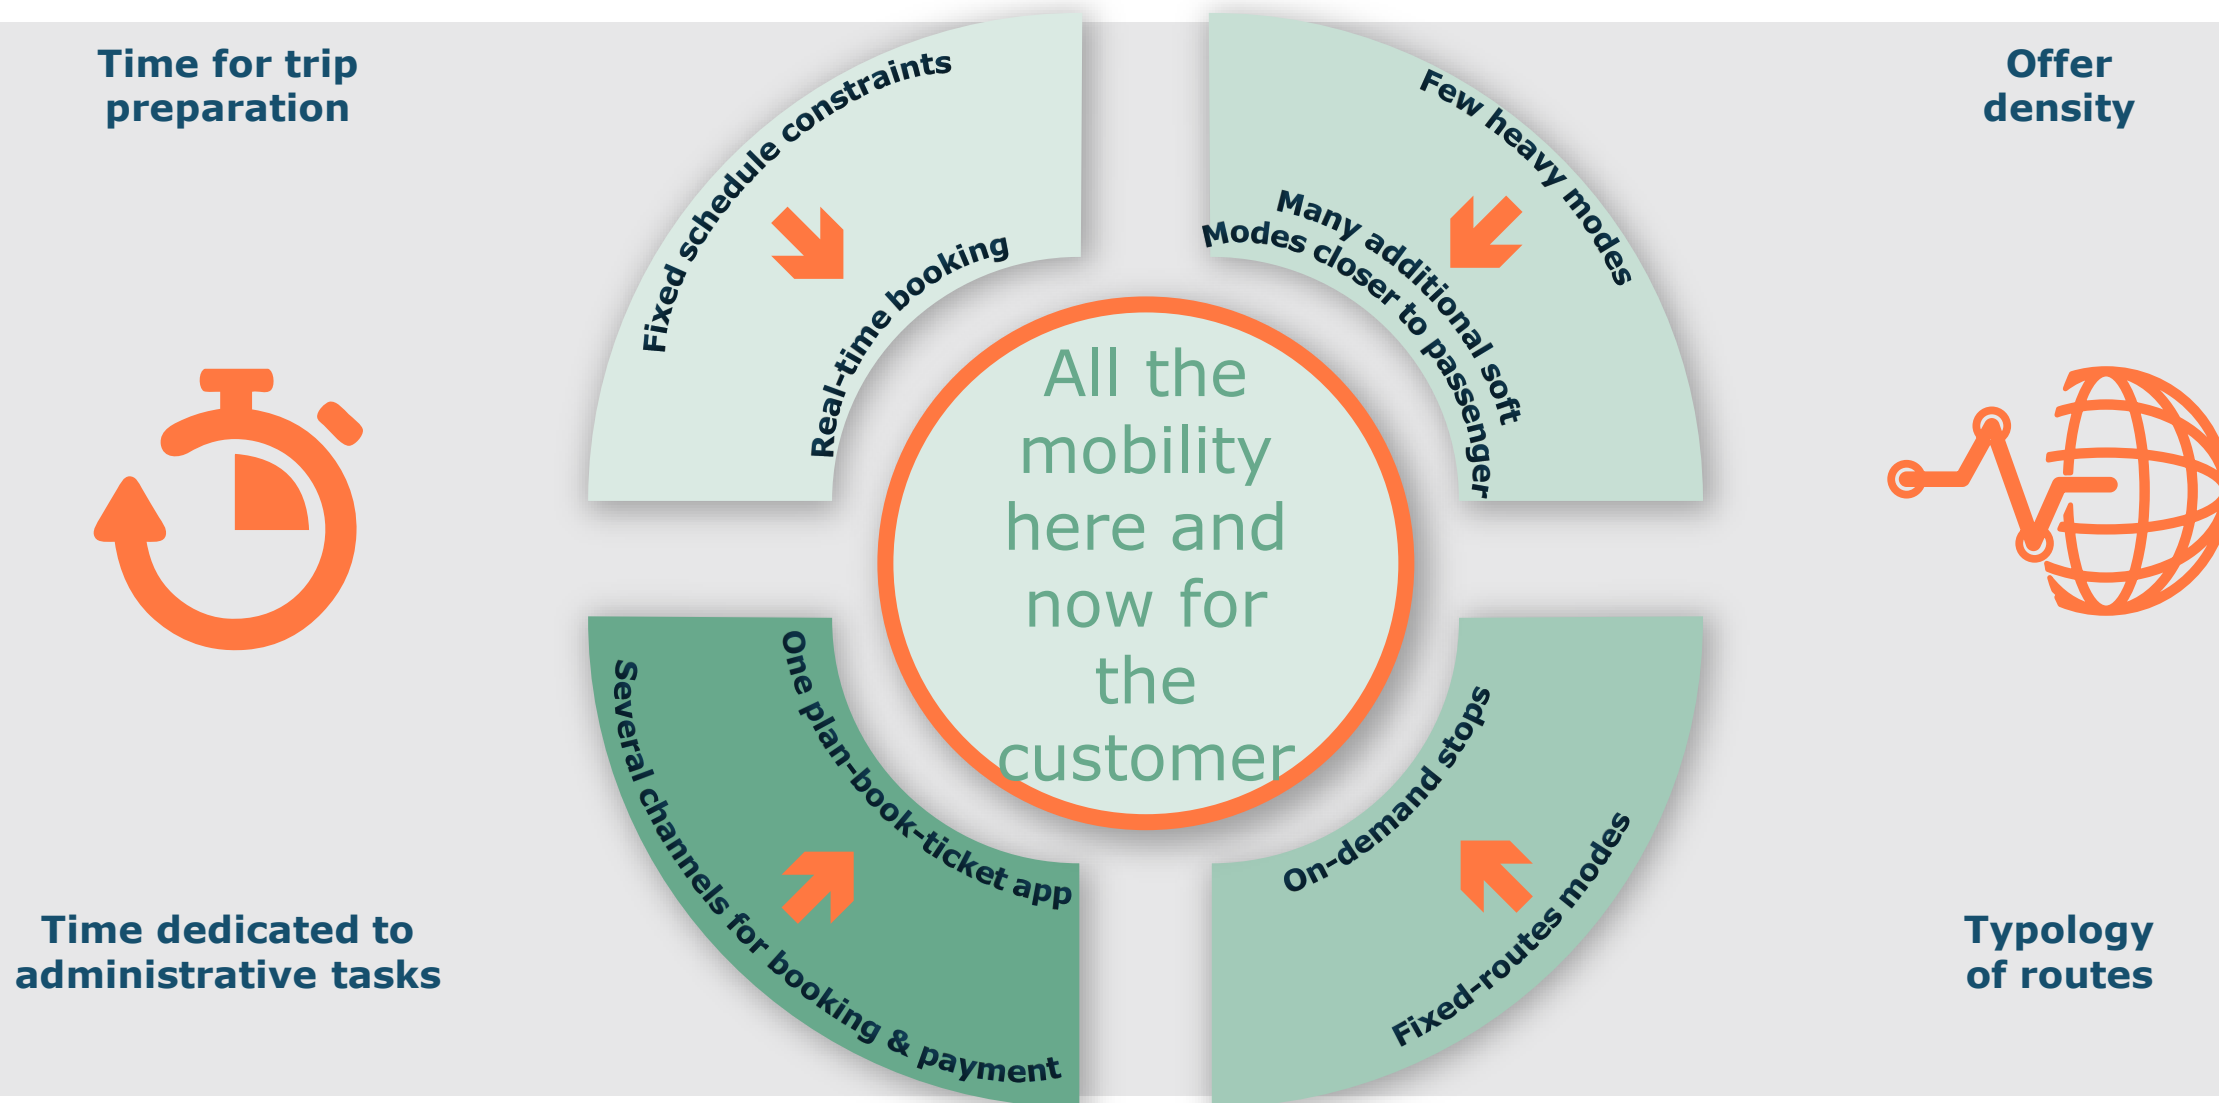 Time for trip
preparation
Fixed schedule constraints
Real-time booking
Few heavy modes
Many additional soft
Modes closer to passenger
Offer
density
All the
mobility
here and
now for
the
customer
Time dedicated to
administrative tasks
One plan-book-ticket app
Several channels for booking & payment
On-demand stops
Fixed-routes modes
Typology
of routes